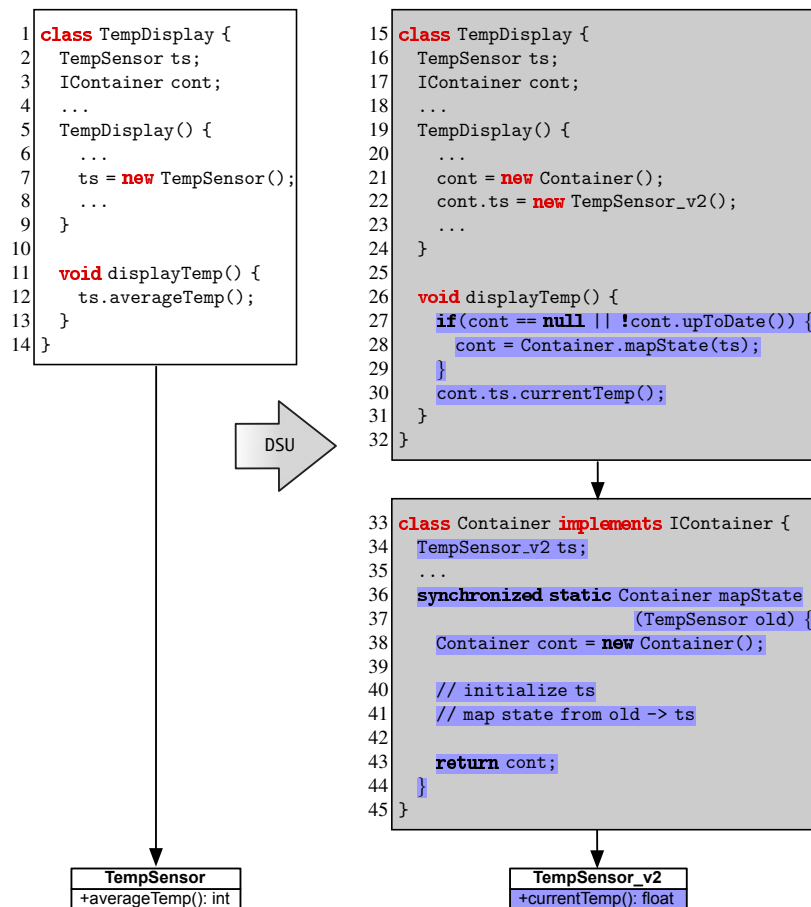 1 class TempDisplay {
2 TempSensor ts;
3 IContainer cont;
4 ...
5 TempDisplay() {
6 ...
7 ts = new TempSensor();
8 ...
9 }
10
11 void displayTemp() {
12 ts.averageTemp();
13 }
14 }
DSU
15 class TempDisplay {
16 TempSensor ts;
17 IContainer cont;
18 ...
19 TempDisplay() {
20 ...
21 cont = new Container();
22 cont.ts = new TempSensor_v2();
23 ...
24 }
25
26 void displayTemp() {
27 if(cont == null || !cont.upToDate()) {
28 cont = Container.mapState(ts);
29 }
30 cont.ts.currentTemp();
31 }
32 }
33 class Container implements IContainer {
34 TempSensor_v2 ts;
35 ...
36 synchronized static Container mapState
37 (TempSensor old) {
38 Container cont = new Container();
39
40 // initialize ts
41 // map state from old -> ts
42
43 return cont;
44 }
45 }
TempSensor
+averageTemp(): int
TempSensor_v2
+currentTemp(): float